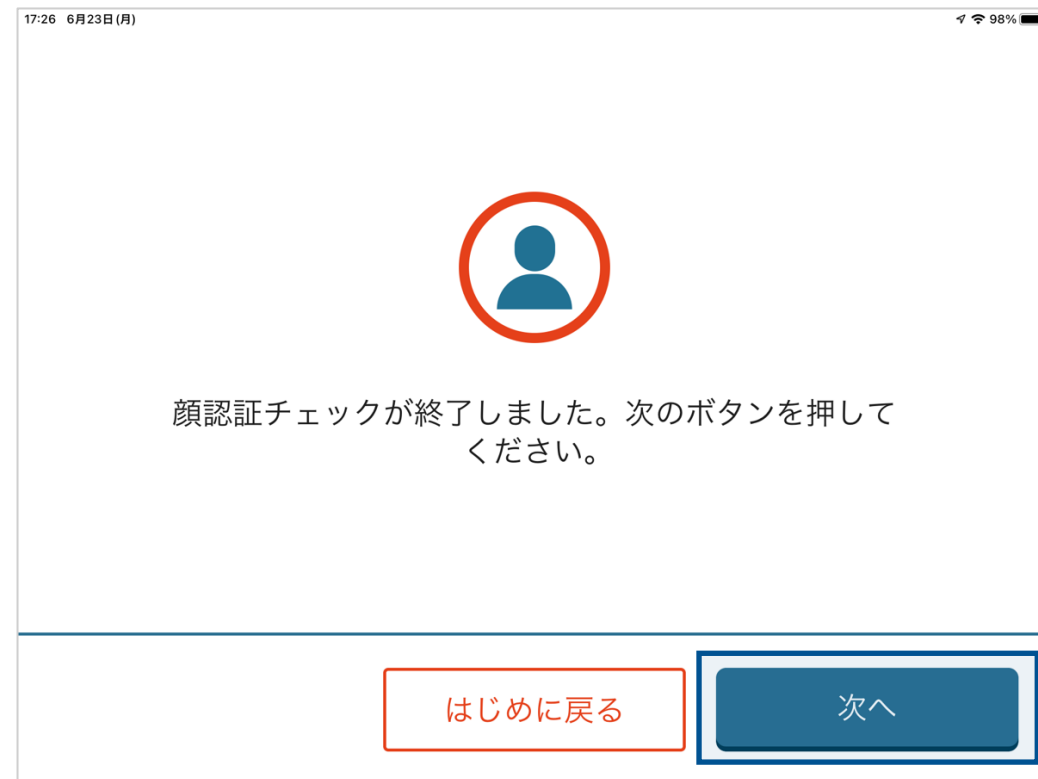 17:26 6月23日(月)
98%
顔認証チェックが終了しました。次のボタンを押して
ください。
はじめに戻る
次へ